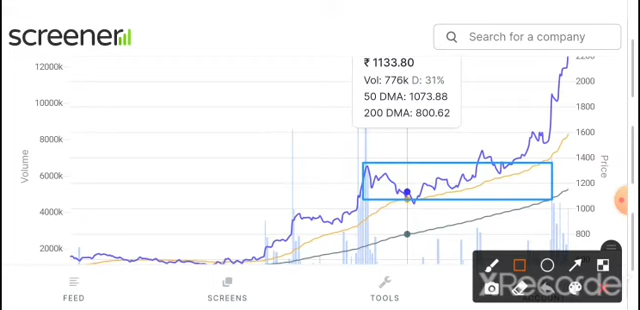 screener
Search for a company
₹ 1133.80
Vol: 776k D: 31%
50 DMA: 1073.88
200 DMA: 800.62
12000k
10000k
8000k
6000k
4000k
2000k
Volume
2200
2000
1800
1600
1400
1200
1000
800
Price
FEED
SCREENS
TOOLS
ACCOUNT
XRecorder